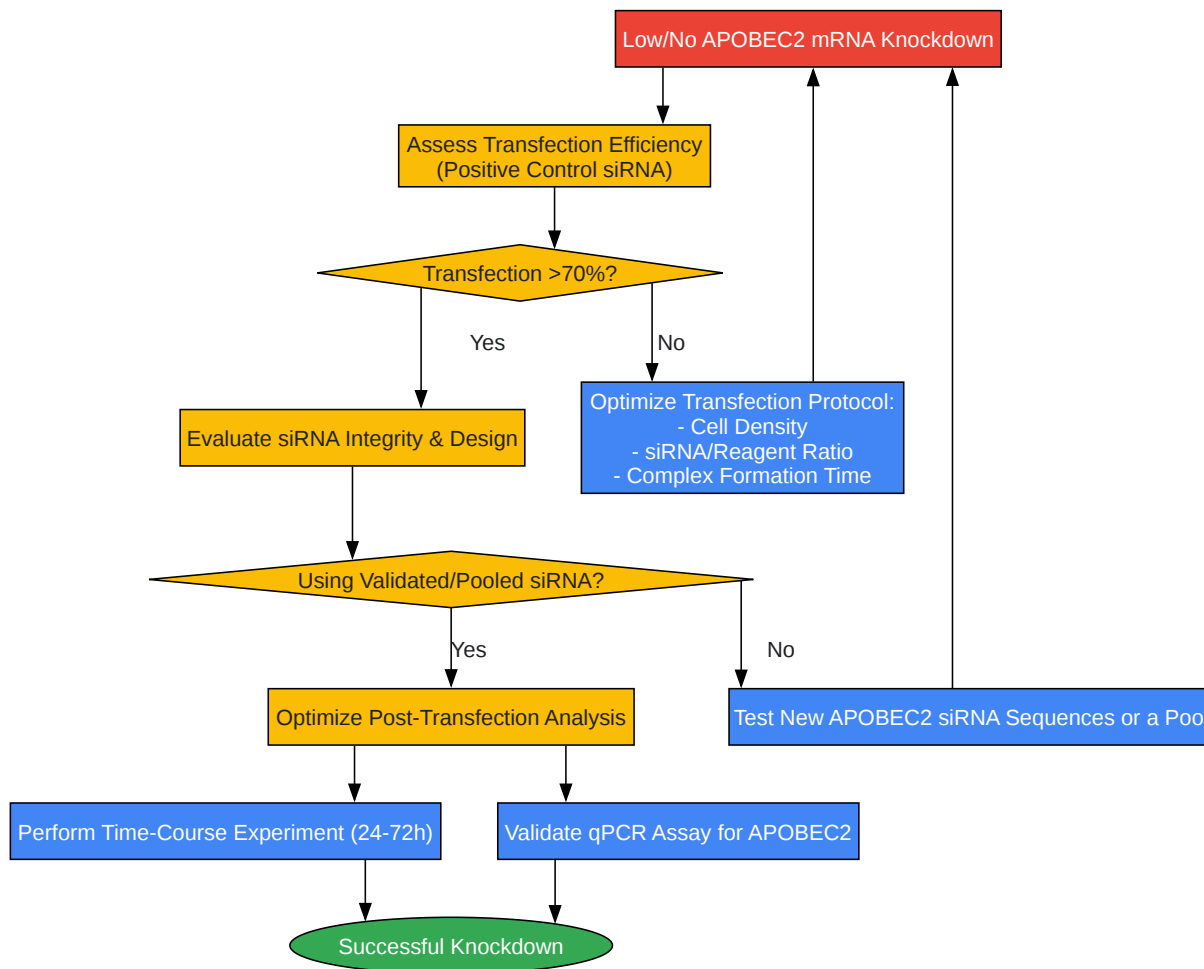 Low/No APOBEC2 mRNA Knockdown
Assess Transfection Efficiency
(Positive Control siRNA)
Transfection >70%?
Yes
No
Optimize Transfection Protocol:
- Cell Density
- siRNA/Reagent Ratio
- Complex Formation Time
Evaluate siRNA Integrity & Design
Using Validated/Pooled siRNA?
Yes
No
Optimize Post-Transfection Analysis
Test New APOBEC2 siRNA Sequences or a Poo
Perform Time-Course Experiment (24-72h)
Validate qPCR Assay for APOBEC2
Successful Knockdown